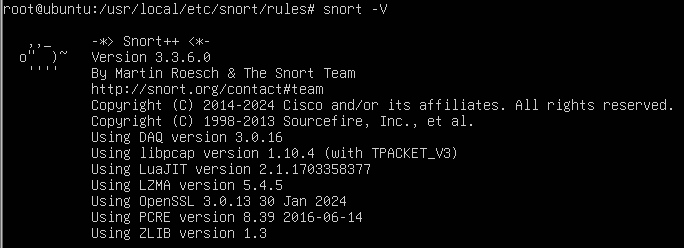 root@ubuntu:/usr/local/etc/snort/rules# snort -V
   ,,_     -*> Snort++ <*-
  o"  )~   Version 3.3.6.0
   ''''    By Martin Roesch & The Snort Team
           http://snort.org/contact#team
           Copyright (C) 2014-2024 Cisco and/or its affiliates. All rights reserved.
           Copyright (C) 1998-2013 Sourcefire, Inc., et al.
           Using DAQ version 3.0.16
           Using libpcap version 1.10.4 (with TPACKET_V3)
           Using LuaJIT version 2.1.1703358377
           Using LZMA version 5.4.5
           Using OpenSSL 3.0.13 30 Jan 2024
           Using PCRE version 8.39 2016-06-14
           Using ZLIB version 1.3